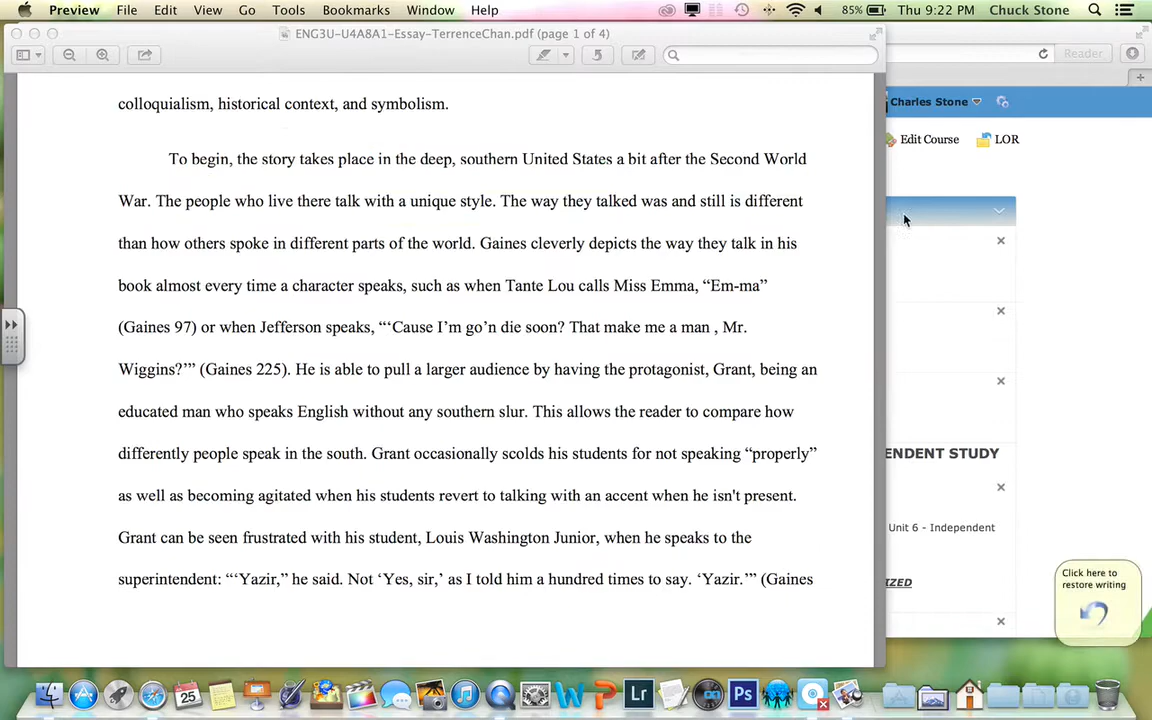 Preview File Edit View Go Tools Bookmarks Window Help 85% Thu 9:22 PM Chuck Stone
ENG3U-U4A8A1-Essay-TerrenceChan.pdf (page 1 of 4)
Reader
Charles Stone
Edit Course LOR
colloquialism, historical context, and symbolism.
To begin, the story takes place in the deep, southern United States a bit after the Second World
War. The people who live there talk with a unique style. The way they talked was and still is different
than how others spoke in different parts of the world. Gaines cleverly depicts the way they talk in his
book almost every time a character speaks, such as when Tante Lou calls Miss Emma, “Em-ma”
(Gaines 97) or when Jefferson speaks, “‘Cause I’m go’n die soon? That make me a man , Mr.
Wiggins?’” (Gaines 225). He is able to pull a larger audience by having the protagonist, Grant, being an
educated man who speaks English without any southern slur. This allows the reader to compare how
differently people speak in the south. Grant occasionally scolds his students for not speaking “properly”
as well as becoming agitated when his students revert to talking with an accent when he isn't present.
Grant can be seen frustrated with his student, Louis Washington Junior, when he speaks to the
superintendent: “‘Yazir,” he said. Not ‘Yes, sir,’ as I told him a hundred times to say. ‘Yazir.’” (Gaines
ENDENT STUDY
Unit 6 - Independent
IZED
Click here to
restore writing
25
Lr
Ps